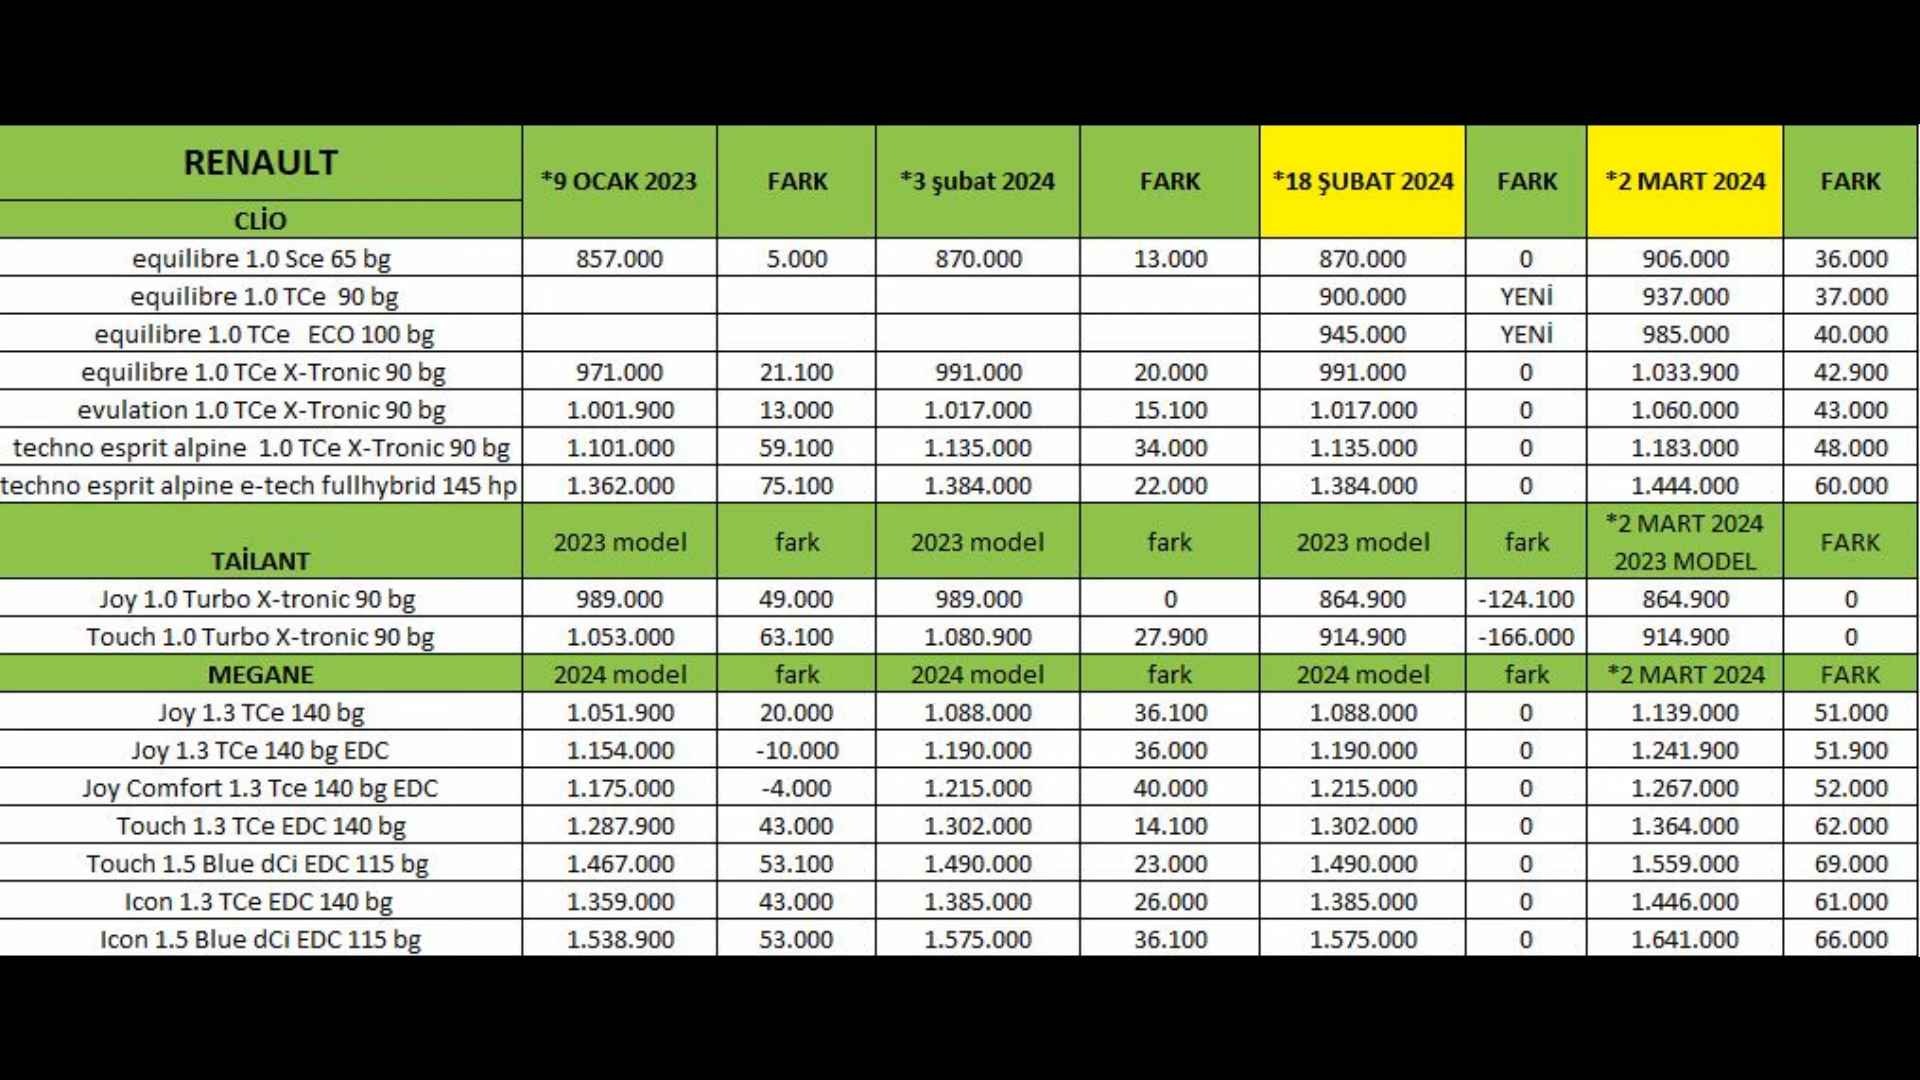 RENAULT *9 OCAK 2023 FARK *3 şubat 2024 FARK *18 ŞUBAT 2024 FARK *2 MART 2024 FARK
CLİO
equilibre 1.0 Sce 65 bg 857.000 5.000 870.000 13.000 870.000 0 906.000 36.000
equilibre 1.0 TCe 90 bg 900.000 YENİ 937.000 37.000
equilibre 1.0 TCe ECO 100 bg 945.000 YENİ 985.000 40.000
equilibre 1.0 TCe X-Tronic 90 bg 971.000 21.100 991.000 20.000 991.000 0 1.033.900 42.900
evulation 1.0 TCe X-Tronic 90 bg 1.001.900 13.000 1.017.000 15.100 1.017.000 0 1.060.000 43.000
techno esprit alpine 1.0 TCe X-Tronic 90 bg 1.101.000 59.100 1.135.000 34.000 1.135.000 0 1.183.000 48.000
techno esprit alpine e-tech fullhybrid 145 hp 1.362.000 75.100 1.384.000 22.000 1.384.000 0 1.444.000 60.000
TAİLANT 2023 model fark 2023 model fark 2023 model fark *2 MART 2024 FARK
2023 MODEL
Joy 1.0 Turbo X-tronic 90 bg 989.000 49.000 989.000 0 864.900 -124.100 864.900 0
Touch 1.0 Turbo X-tronic 90 bg 1.053.000 63.100 1.080.900 27.900 914.900 -166.000 914.900 0
MEGANE 2024 model fark 2024 model fark 2024 model fark *2 MART 2024 FARK
Joy 1.3 TCe 140 bg 1.051.900 20.000 1.088.000 36.100 1.088.000 0 1.139.000 51.000
Joy 1.3 TCe 140 bg EDC 1.154.000 -10.000 1.190.000 36.000 1.190.000 0 1.241.900 51.900
Joy Comfort 1.3 Tce 140 bg EDC 1.175.000 -4.000 1.215.000 40.000 1.215.000 0 1.267.000 52.000
Touch 1.3 TCe EDC 140 bg 1.287.900 43.000 1.302.000 14.100 1.302.000 0 1.364.000 62.000
Touch 1.5 Blue dCi EDC 115 bg 1.467.000 53.100 1.490.000 23.000 1.490.000 0 1.559.000 69.000
Icon 1.3 TCe EDC 140 bg 1.359.000 43.000 1.385.000 26.000 1.385.000 0 1.446.000 61.000
Icon 1.5 Blue dCi EDC 115 bg 1.538.900 53.000 1.575.000 36.100 1.575.000 0 1.641.000 66.000